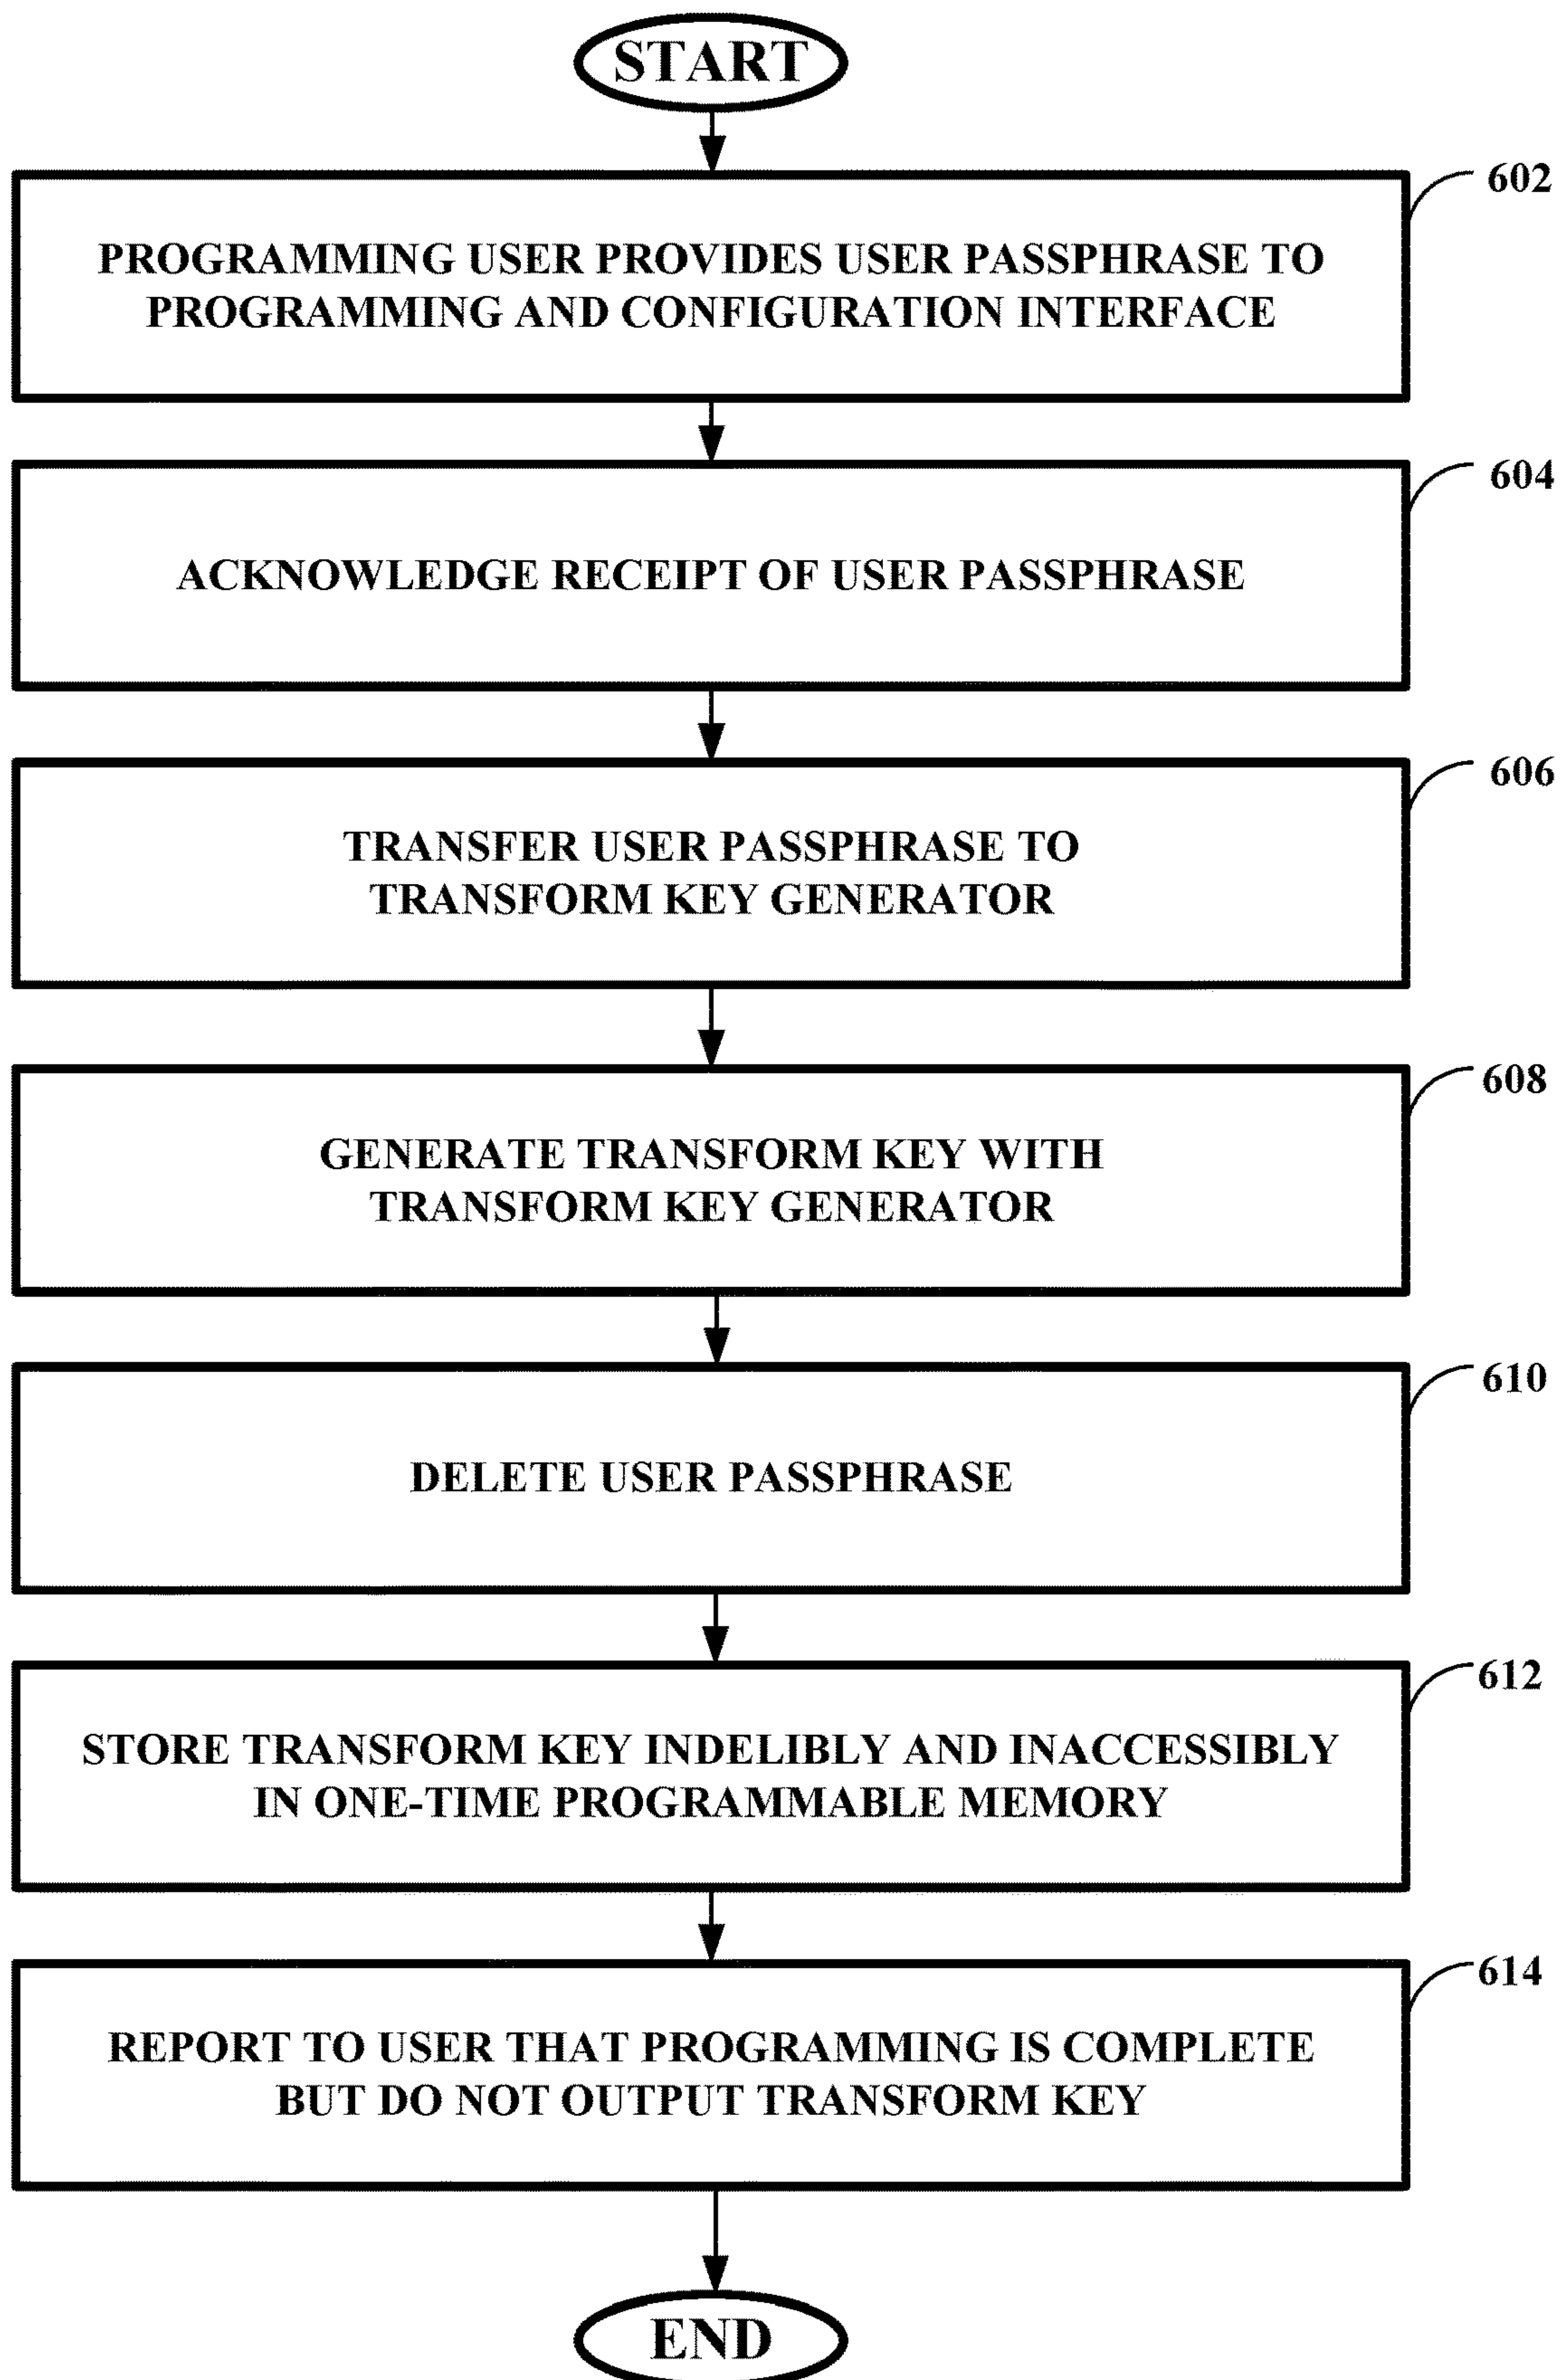 START
602
PROGRAMMING USER PROVIDES USER PASSPHRASE TO
PROGRAMMING AND CONFIGURATION INTERFACE
604
ACKNOWLEDGE RECEIPT OF USER PASSPHRASE
606
TRANSFER USER PASSPHRASE TO
TRANSFORM KEY GENERATOR
608
GENERATE TRANSFORM KEY WITH
TRANSFORM KEY GENERATOR
610
DELETE USER PASSPHRASE
612
STORE TRANSFORM KEY INDELIBLY AND INACCESSIBLY
IN ONE-TIME PROGRAMMABLE MEMORY
614
REPORT TO USER THAT PROGRAMMING IS COMPLETE
BUT DO NOT OUTPUT TRANSFORM KEY
END